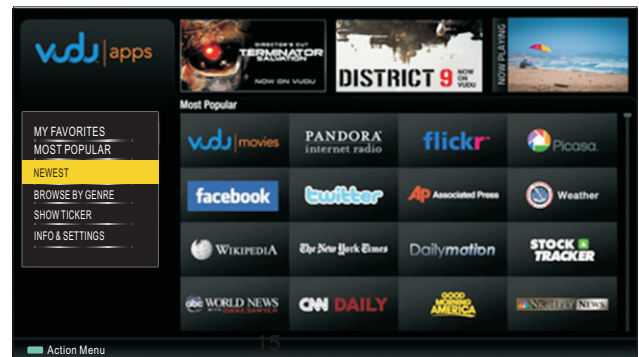 vudu | apps
DIRECTOR'S CUT
TERMINATOR
SALVATION
NOW ON VUDU
DISTRICT 9 NOW ON VUDU
NOW PLAYING
Most Popular
MY FAVORITES
MOST POPULAR
NEWEST
BROWSE BY GENRE
SHOW TICKER
INFO & SETTINGS
vudu | movies
PANDORA
internet radio
flickr
Picasa.
facebook
twitter
AP Associated Press
Weather
WIKIPEDIA
The New York Times
Dailymotion
STOCK
TRACKER
abc WORLD NEWS
WITH DIANE SAWYER
CNN DAILY
GOOD
MORNING
AMERICA
NIGHTLY NEWS
15
Action Menu